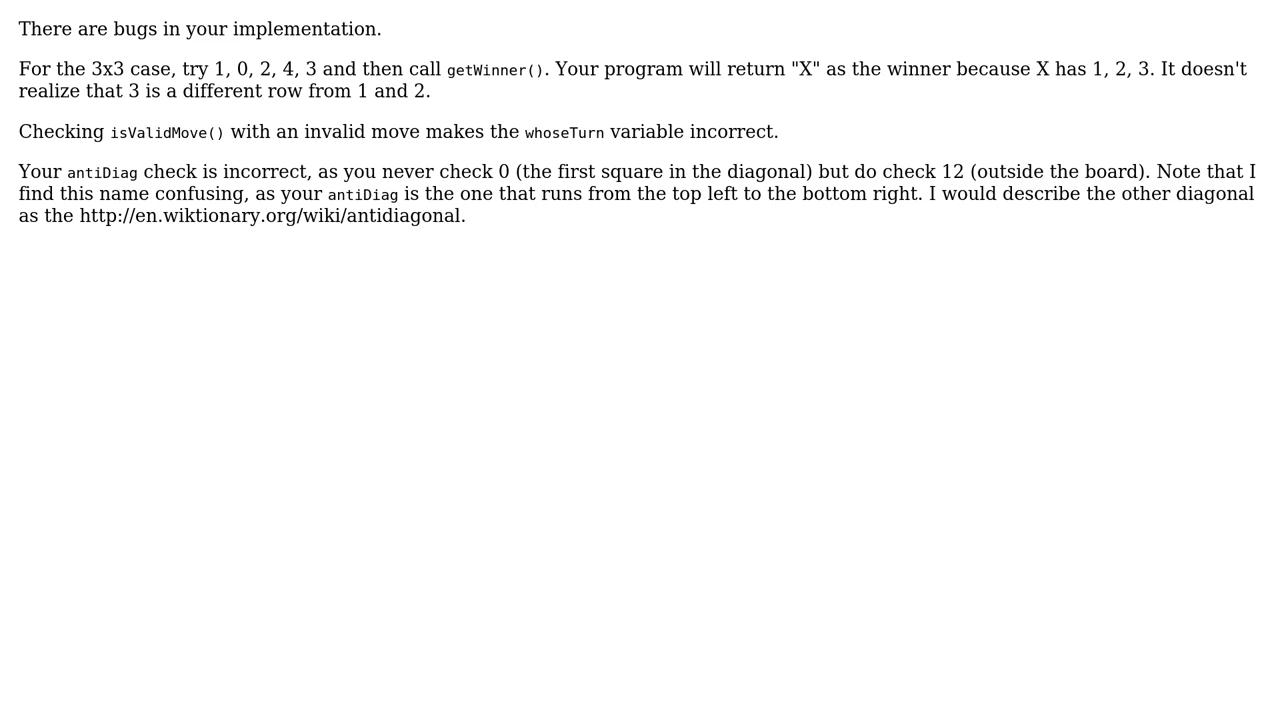 There are bugs in your implementation.
For the 3x3 case, try 1, 0, 2, 4, 3 and then call getWinner(). Your program will return "X" as the winner because X has 1, 2, 3. It doesn't
realize that 3 is a different row from 1 and 2.
Checking isValidMove() with an invalid move makes the whoseTurn variable incorrect.
Your antiDiag check is incorrect, as you never check 0 (the first square in the diagonal) but do check 12 (outside the board). Note that I
find this name confusing, as your antiDiag is the one that runs from the top left to the bottom right. I would describe the other diagonal
as the http://en.wiktionary.org/wiki/antidiagonal.